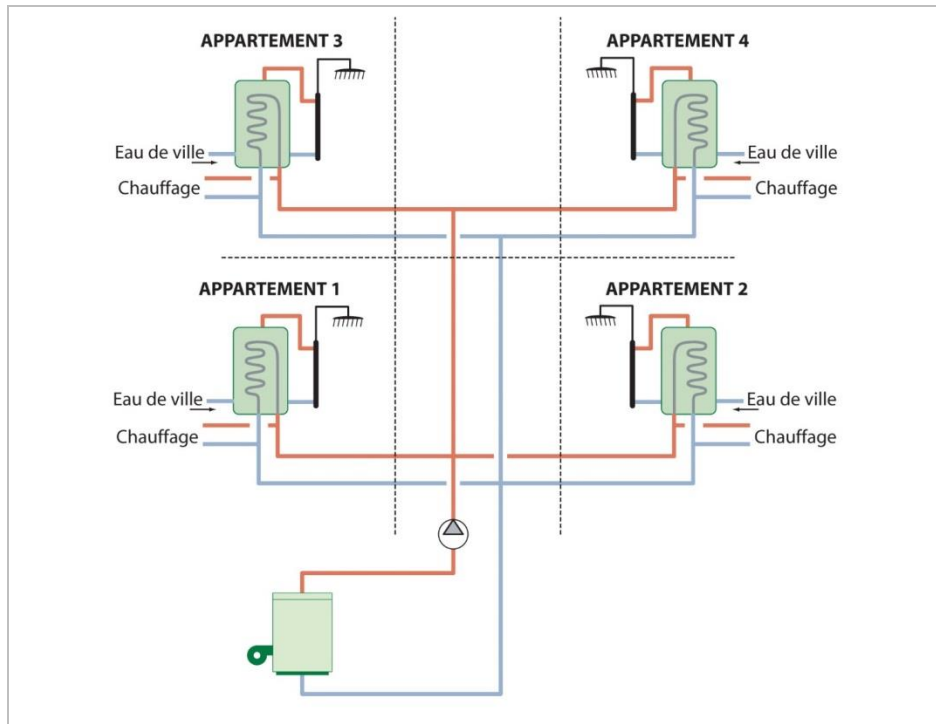 APPARTEMENT 3
APPARTEMENT 4
Eau de ville
Eau de ville
Chauffage
Chauffage
APPARTEMENT 1
APPARTEMENT 2
Eau de ville
Eau de ville
Chauffage
Chauffage